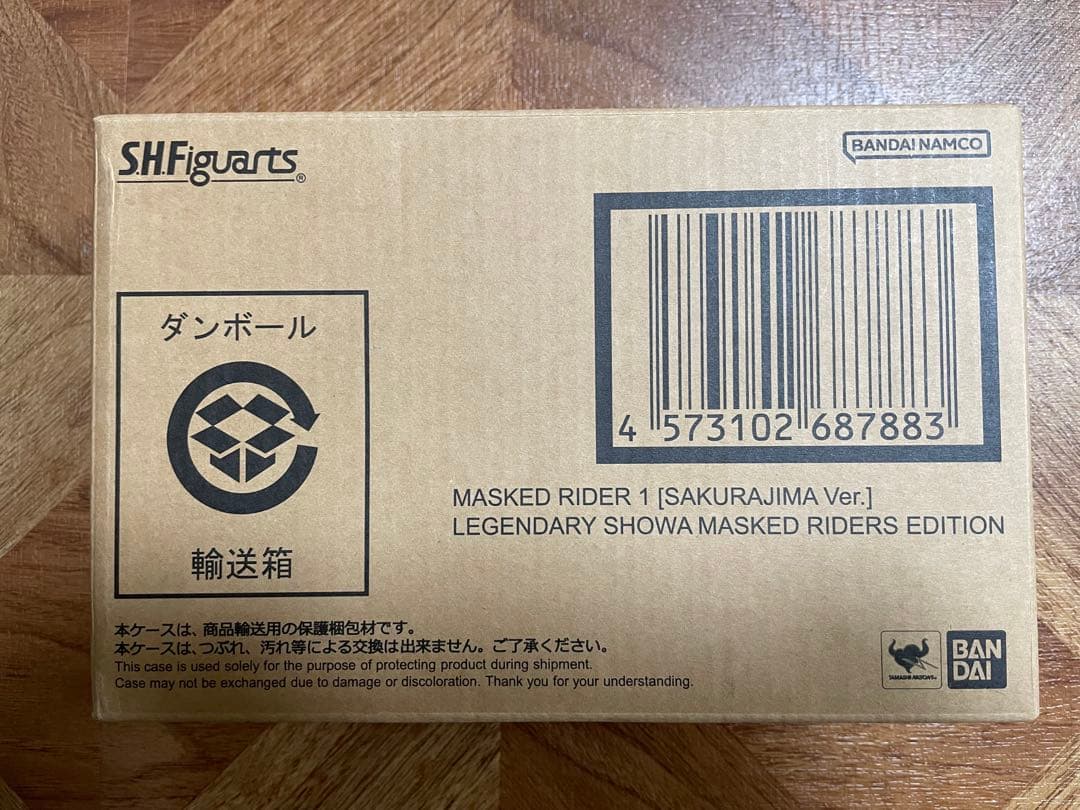 S.H.Figuarts®
BANDAI NAMCO
4 573102 687883
ダンボール
輸送箱
MASKED RIDER 1 [SAKURAJIMA Ver.]
LEGENDARY SHOWA MASKED RIDERS EDITION
本ケースは、商品輸送用の保護梱包材です。
本ケースは、つぶれ、汚れ等による交換は出来ません。ご了承ください。
This case is used solely for the purpose of protecting product during shipment.
Case may not be exchanged due to damage or discoloration. Thank you for your understanding.
TAMASHII NATIONS
BAN
DAI